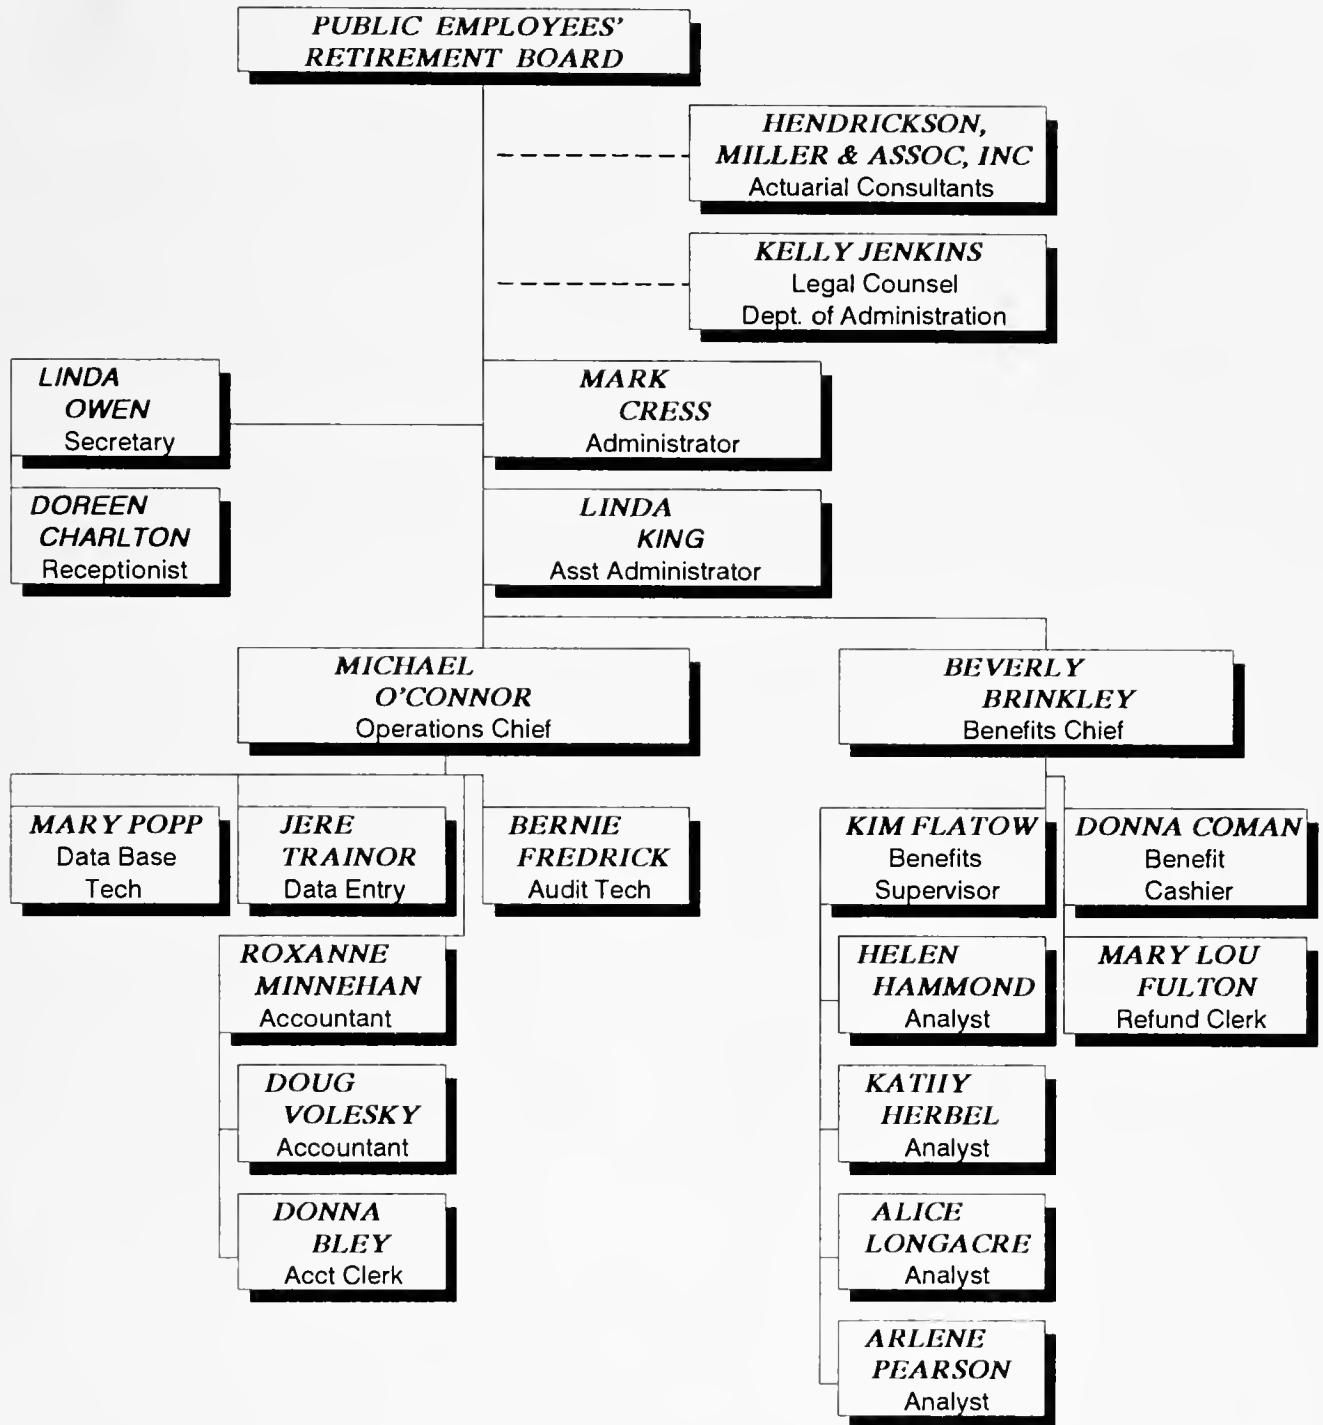 PUBLIC EMPLOYEES'
RETIREMENT BOARD
HENDRICKSON,
MILLER & ASSOC, INC
Actuarial Consultants
KELLY JENKINS
Legal Counsel
Dept. of Administration
LINDA
OWEN
Secretary
MARK
CRESS
Administrator
DOREEN
CHARLTON
Receptionist
LINDA
KING
Asst Administrator
MICHAEL
O'CONNOR
Operations Chief
BEVERLY
BRINKLEY
Benefits Chief
MARY POPP
Data Base
Tech
JERE
TRAINOR
Data Entry
BERNIE
FREDRICK
Audit Tech
KIM FLATOW
Benefits
Supervisor
DONNA COMAN
Benefit
Cashier
ROXANNE
MINNEHAN
Accountant
HELEN
HAMMOND
Analyst
MARY LOU
FULTON
Refund Clerk
DOUG
VOLESKY
Accountant
KATHY
HERBEL
Analyst
DONNA
BLEY
Acct Clerk
ALICE
LONGACRE
Analyst
ARLENE
PEARSON
Analyst